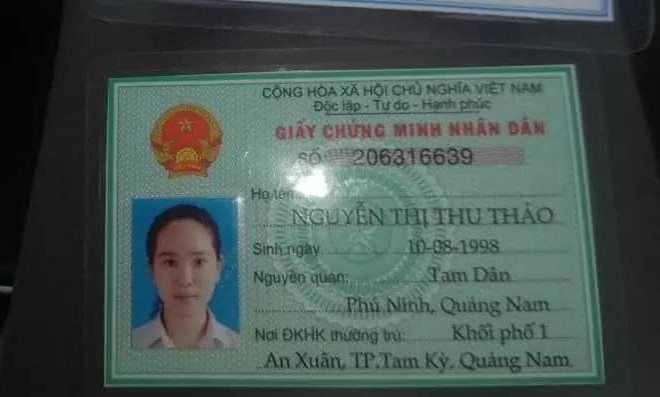 CỘNG HÒA XÃ HỘI CHỦ NGHĨA VIỆT NAM
Độc lập - Tự do - Hạnh phúc
GIẤY CHỨNG MINH NHÂN DÂN
SỐ 206316639
Họ tên:
NGUYỄN THỊ THU THẢO
Sinh ngày 10-08-1998
Nguyên quán: Tam Dân
Phú Ninh, Quảng Nam
Nơi ĐKHK thường trú: Khối phố 1
An Xuân, TP.Tam Kỳ, Quảng Nam